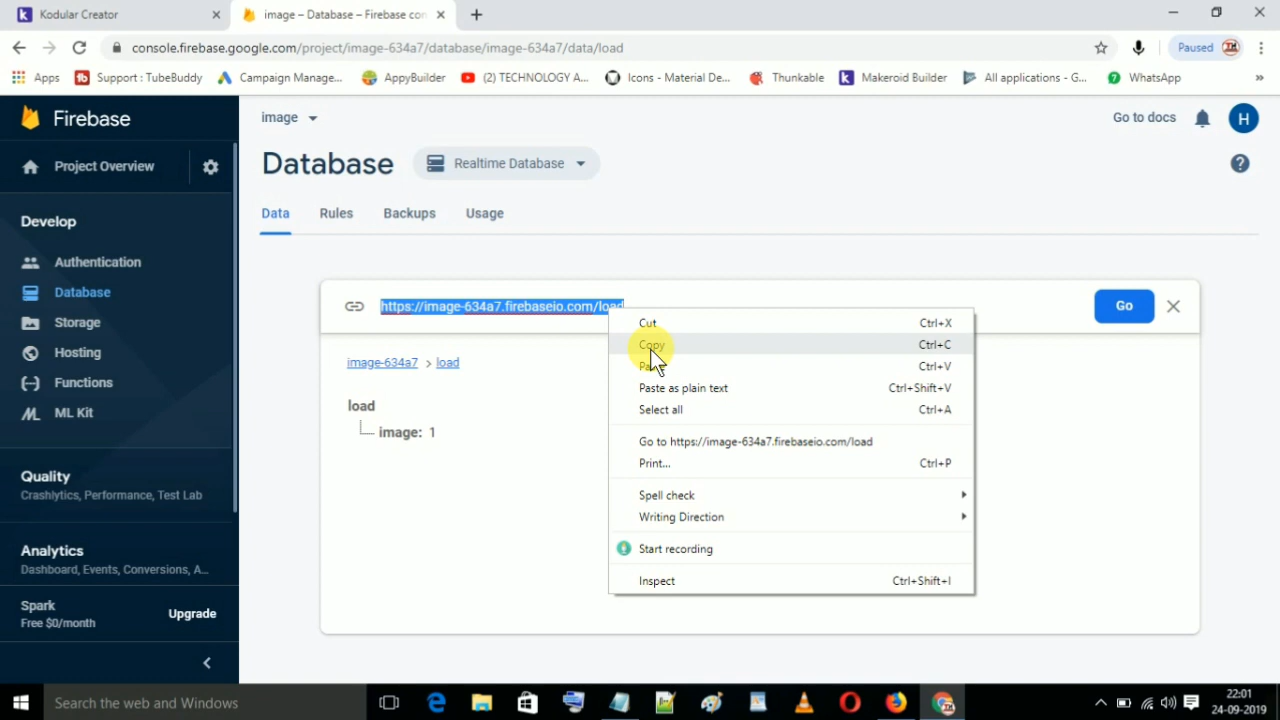 Kodular Creator
image – Database – Firebase con
console.firebase.google.com/project/image-634a7/database/image-634a7/data/load
Paused
Apps
Support : TubeBuddy
Campaign Manage...
AppyBuilder
(2) TECHNOLOGY A...
Icons - Material De...
Thunkable
Makeroid Builder
All applications - G...
WhatsApp
»
Firebase
image
Go to docs
H
Project Overview
Database
Realtime Database
Develop
Data
Rules
Backups
Usage
Authentication
Database
Storage
Hosting
Functions
ML Kit
https://image-634a7.firebaseio.com/load
Go
Cut Ctrl+X
Copy Ctrl+C
Paste Ctrl+V
Paste as plain text Ctrl+Shift+V
Select all Ctrl+A
Go to https://image-634a7.firebaseio.com/load
Print... Ctrl+P
Spell check
Writing Direction
Start recording
Inspect Ctrl+Shift+I
image-634a7 > load
load
image: 1
Quality
Crashlytics, Performance, Test Lab
Analytics
Dashboard, Events, Conversions, A...
Spark
Free $0/month
Upgrade
Search the web and Windows
22:01
24-09-2019